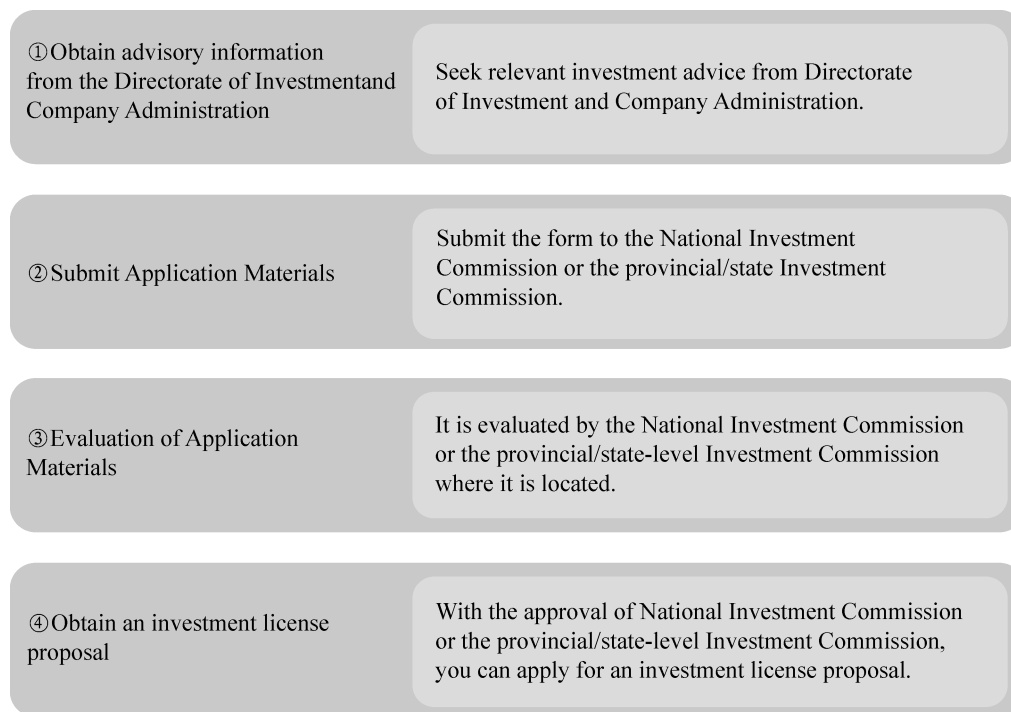 ①Obtain advisory information
from the Directorate of Investmentand
Company Administration
Seek relevant investment advice from Directorate
of Investment and Company Administration.
②Submit Application Materials
Submit the form to the National Investment
Commission or the provincial/state Investment
Commission.
③Evaluation of Application
Materials
It is evaluated by the National Investment Commission
or the provincial/state-level Investment Commission
where it is located.
④Obtain an investment license
proposal
With the approval of National Investment Commission
or the provincial/state-level Investment Commission,
you can apply for an investment license proposal.